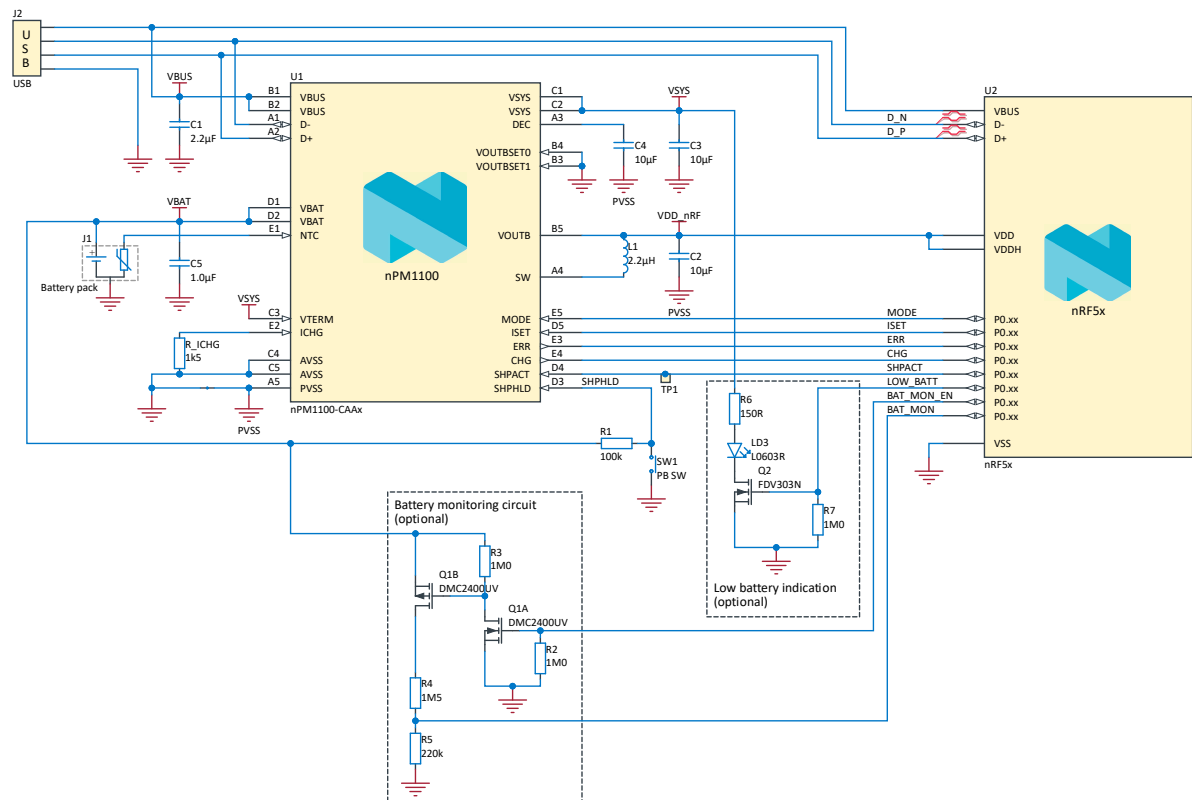 J2
U
S
B
USB
VBUS
C1
2.2µF
U1
B1 VBUS
B2 VBUS
A1 D-
A2 D+
D1 VBAT
D2 VBAT
E1 NTC
C3 VTERM
E2 ICHG
C4 AVSS
C5 AVSS
A5 PVSS
nPM1100
VSYS C1
VSYS C2
DEC A3
VOUTBSET0 B4
VOUTBSET1 B3
VOUTB B5
SW A4
MODE E5
ISET D5
ERR E3
CHG E4
SHPACT D4
SHPHLD D3
nPM1100-CAAx
VBAT
J1
+
Battery pack
C5
1.0µF
VSYS
R_ICHG
1k5
PVSS
VSYS
C4
10µF
C3
10µF
PVSS
VDD_nRF
L1
2.2µH
C2
10µF
PVSS
D_N
D_P
U2
VBUS
D-
D+
VDD
VDDH
nRF5x
MODE P0.xx
ISET P0.xx
ERR P0.xx
CHG P0.xx
SHPACT P0.xx
LOW_BATT P0.xx
BAT_MON_EN P0.xx
BAT_MON P0.xx
VSS
nRF5x
TP1
SHPHLD
R1
100k
SW1
PB SW
R6
150R
LD3
L0603R
Q2
FDV303N
R7
1M0
Low battery indication
(optional)
Battery monitoring circuit
(optional)
R3
1M0
Q1B
DMC2400UV
Q1A
DMC2400UV
R2
1M0
R4
1M5
R5
220k